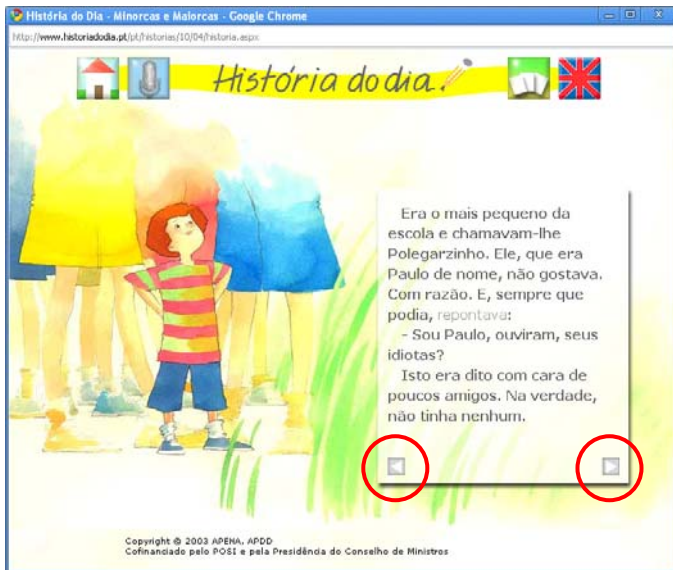 História do Dia - Minorcas e Maiorcas - Google Chrome
http://www.historiadodia.pt/pt/historias/10/04/historia.aspx
História do dia.
Era o mais pequeno da
escola e chamavam-lhe
Polegarzinho. Ele, que era
Paulo de nome, não gostava.
Com razão. E, sempre que
podia, repontava:
- Sou Paulo, ouviram, seus
idiotas?
Isto era dito com cara de
poucos amigos. Na verdade,
não tinha nenhum.
Copyright © 2003 APENA, APDD
Cofinanciado pelo POSI e pela Presidência do Conselho de Ministros